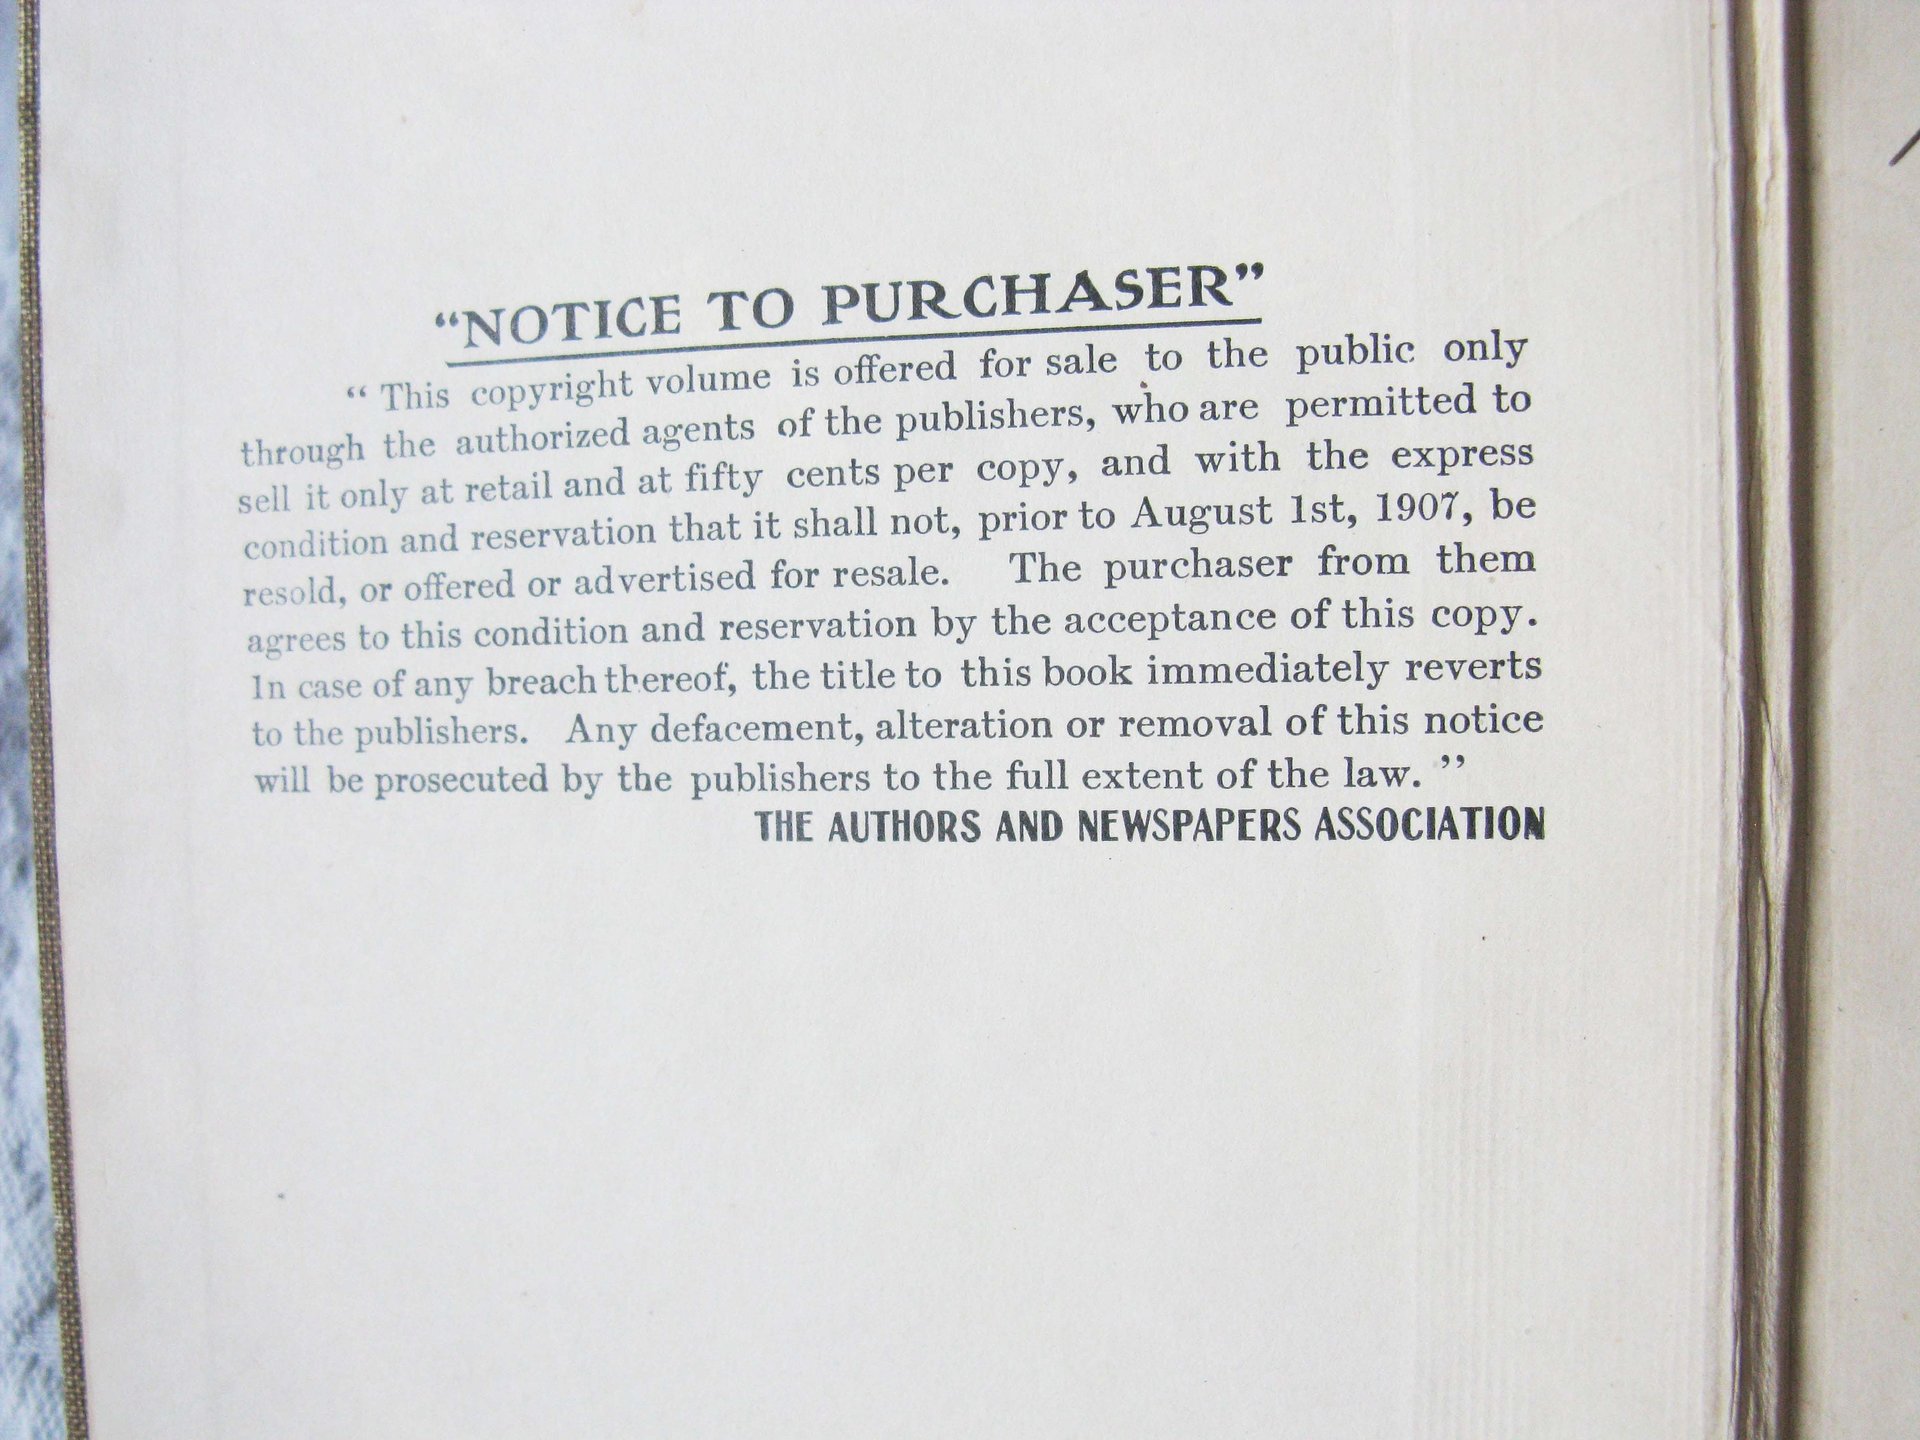 “NOTICE TO PURCHASER”
“ This copyright volume is offered for sale to the public only
through the authorized agents of the publishers, who are permitted to
sell it only at retail and at fifty cents per copy, and with the express
condition and reservation that it shall not, prior to August 1st, 1907, be
resold, or offered or advertised for resale. The purchaser from them
agrees to this condition and reservation by the acceptance of this copy.
In case of any breach thereof, the title to this book immediately reverts
to the publishers. Any defacement, alteration or removal of this notice
will be prosecuted by the publishers to the full extent of the law. ”
THE AUTHORS AND NEWSPAPERS ASSOCIATION